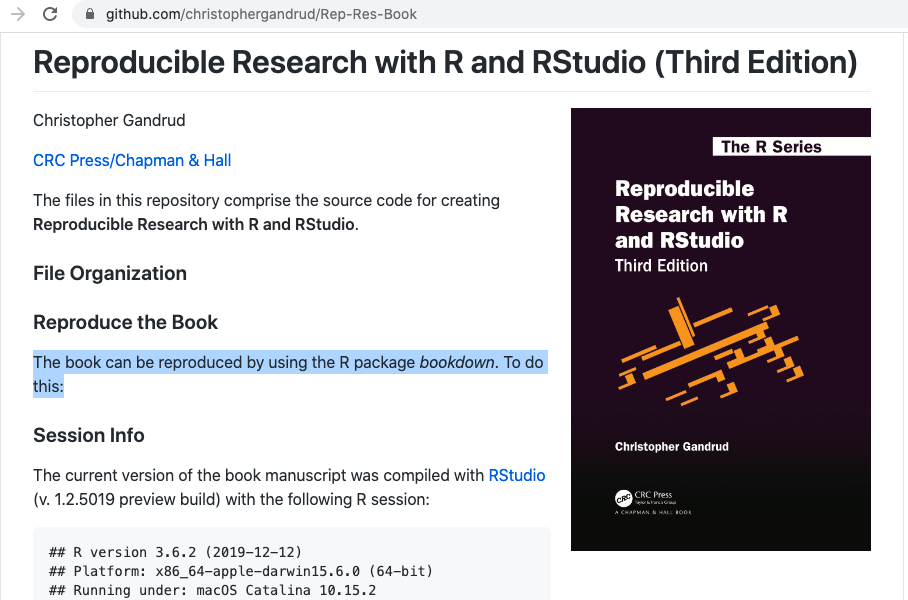 github.com/christophergandrud/Rep-Res-Book
Reproducible Research with R and RStudio (Third Edition)
Christopher Gandrud
CRC Press/Chapman & Hall
The files in this repository comprise the source code for creating
Reproducible Research with R and RStudio.
File Organization
Reproduce the Book
The book can be reproduced by using the R package bookdown. To do
this:
Session Info
The current version of the book manuscript was compiled with RStudio
(v. 1.2.5019 preview build) with the following R session:
## R version 3.6.2 (2019-12-12)
## Platform: x86_64-apple-darwin15.6.0 (64-bit)
## Running under: macOS Catalina 10.15.2
The R Series
Reproducible
Research with R
and RStudio
Third Edition
Christopher Gandrud
CRC
CRC Press
Taylor & Francis Group
A CHAPMAN & HALL BOOK